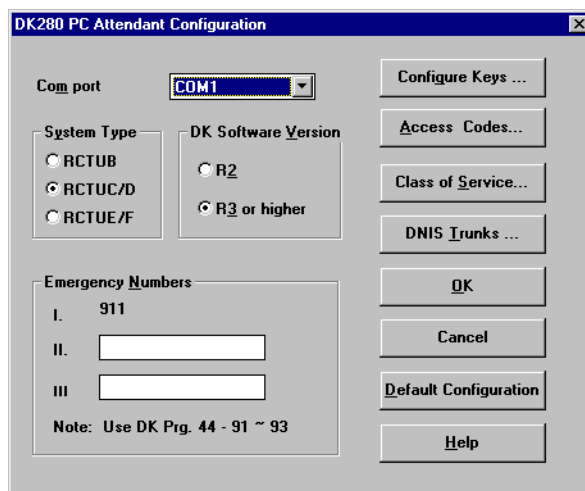 DK280 PC Attendant Configuration
Com port
COM1
System Type
RCTUB
RCTUC/D
RCTUE/F
DK Software Version
R2
R3 or higher
Emergency Numbers
I. 911
II.
III
Note: Use DK Prg. 44 - 91 ~ 93
Configure Keys ...
Access Codes...
Class of Service...
DNIS Trunks ...
OK
Cancel
Default Configuration
Help